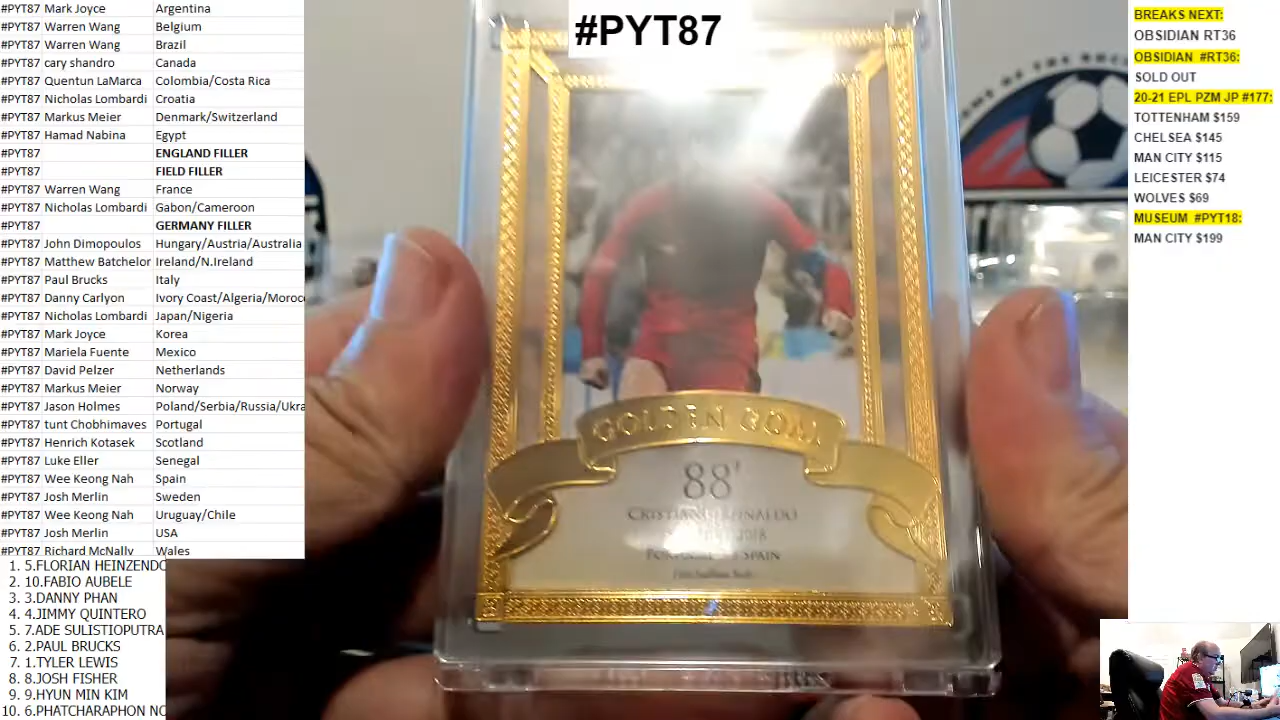 #PYT87
#PYT87 Mark Joyce Argentina
#PYT87 Warren Wang Belgium
#PYT87 Warren Wang Brazil
#PYT87 cary shandro Canada
#PYT87 Quentun LaMarca Colombia/Costa Rica
#PYT87 Nicholas Lombardi Croatia
#PYT87 Markus Meier Denmark/Switzerland
#PYT87 Hamad Nabina Egypt
#PYT87 ENGLAND FILLER
#PYT87 FIELD FILLER
#PYT87 Warren Wang France
#PYT87 Nicholas Lombardi Gabon/Cameroon
#PYT87 GERMANY FILLER
#PYT87 John Dimopoulos Hungary/Austria/Australia
#PYT87 Matthew Batchelor Ireland/N.Ireland
#PYT87 Paul Brucks Italy
#PYT87 Danny Carlyon Ivory Coast/Algeria/Moroc
#PYT87 Nicholas Lombardi Japan/Nigeria
#PYT87 Mark Joyce Korea
#PYT87 Mariela Fuente Mexico
#PYT87 David Pelzer Netherlands
#PYT87 Markus Meier Norway
#PYT87 Jason Holmes Poland/Serbia/Russia/Ukra
#PYT87 tunt Chobhimaves Portugal
#PYT87 Henrich Kotasek Scotland
#PYT87 Luke Eller Senegal
#PYT87 Wee Keong Nah Spain
#PYT87 Josh Merlin Sweden
#PYT87 Wee Keong Nah Uruguay/Chile
#PYT87 Josh Merlin USA
#PYT87 Richard McNally Wales
1. 5.FLORIAN HEINZENDO
2. 10.FABIO AUBELE
3. 3.DANNY PHAN
4. 4.JIMMY QUINTERO
5. 7.ADE SULISTIOPUTRA
6. 2.PAUL BRUCKS
7. 1.TYLER LEWIS
8. 8.JOSH FISHER
9. 9.HYUN MIN KIM
10. 6.PHATCHARAPHON NO
GOLDEN GOAL
88'
CRISTIANO RONALDO
2018
PORTUGAL SPAIN
BREAKS NEXT:
OBSIDIAN RT36
OBSIDIAN #RT36:
SOLD OUT
20-21 EPL PZM JP #177:
TOTTENHAM $159
CHELSEA $145
MAN CITY $115
LEICESTER $74
WOLVES $69
MUSEUM #PYT18:
MAN CITY $199